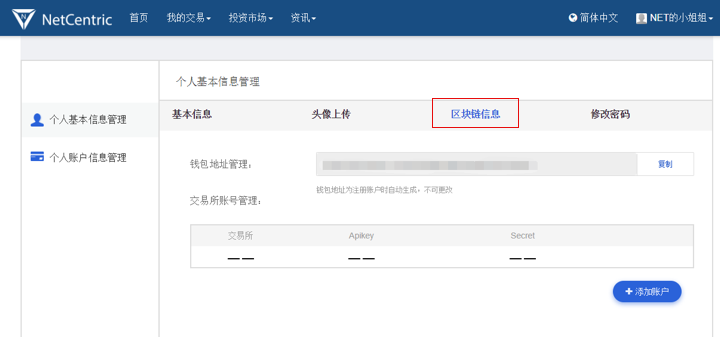 NetCentric 首页 我的交易 投资市场 资讯 简体中文 NET的小姐姐
个人基本信息管理
个人基本信息管理
个人账户信息管理
基本信息 头像上传 区块链信息 修改密码
钱包地址管理：
复制
钱包地址为注册账户时自动生成，不可更改
交易所账号管理：
交易所 Apikey Secret
—— —— ——
+ 添加账户